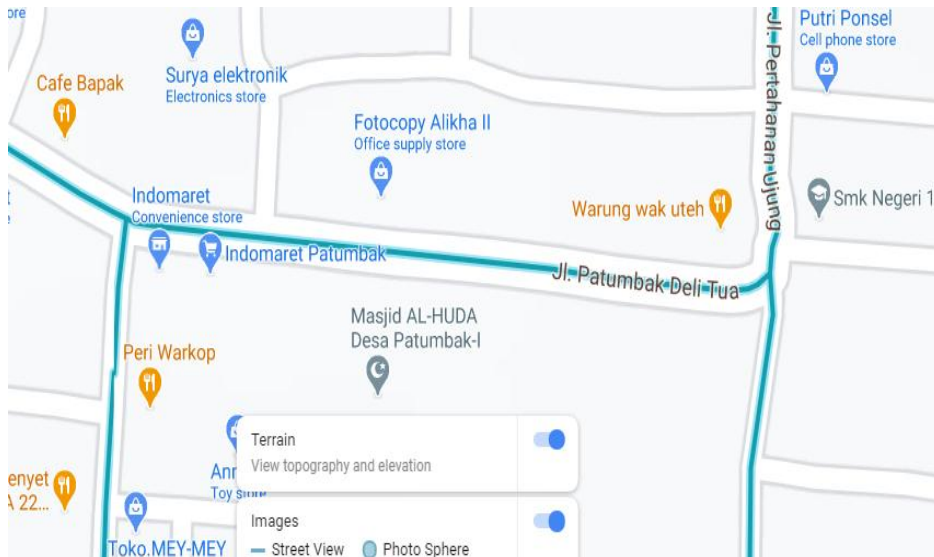 ore
Putri Ponsel
Cell phone store
Jl. Pertahanan Ujung
Cafe Bapak
Surya elektronik
Electronics store
Fotocopy Alikha II
Office supply store
Indomaret
Convenience store
Warung wak uteh
Smk Negeri 1
Indomaret Patumbak
Jl. Patumbak Deli Tua
Masjid AL-HUDA
Desa Patumbak-I
Peri Warkop
Terrain
View topography and elevation
Toy store
enyet
A 22...
Images
Toko.MEY-MEY
Street View
Photo Sphere